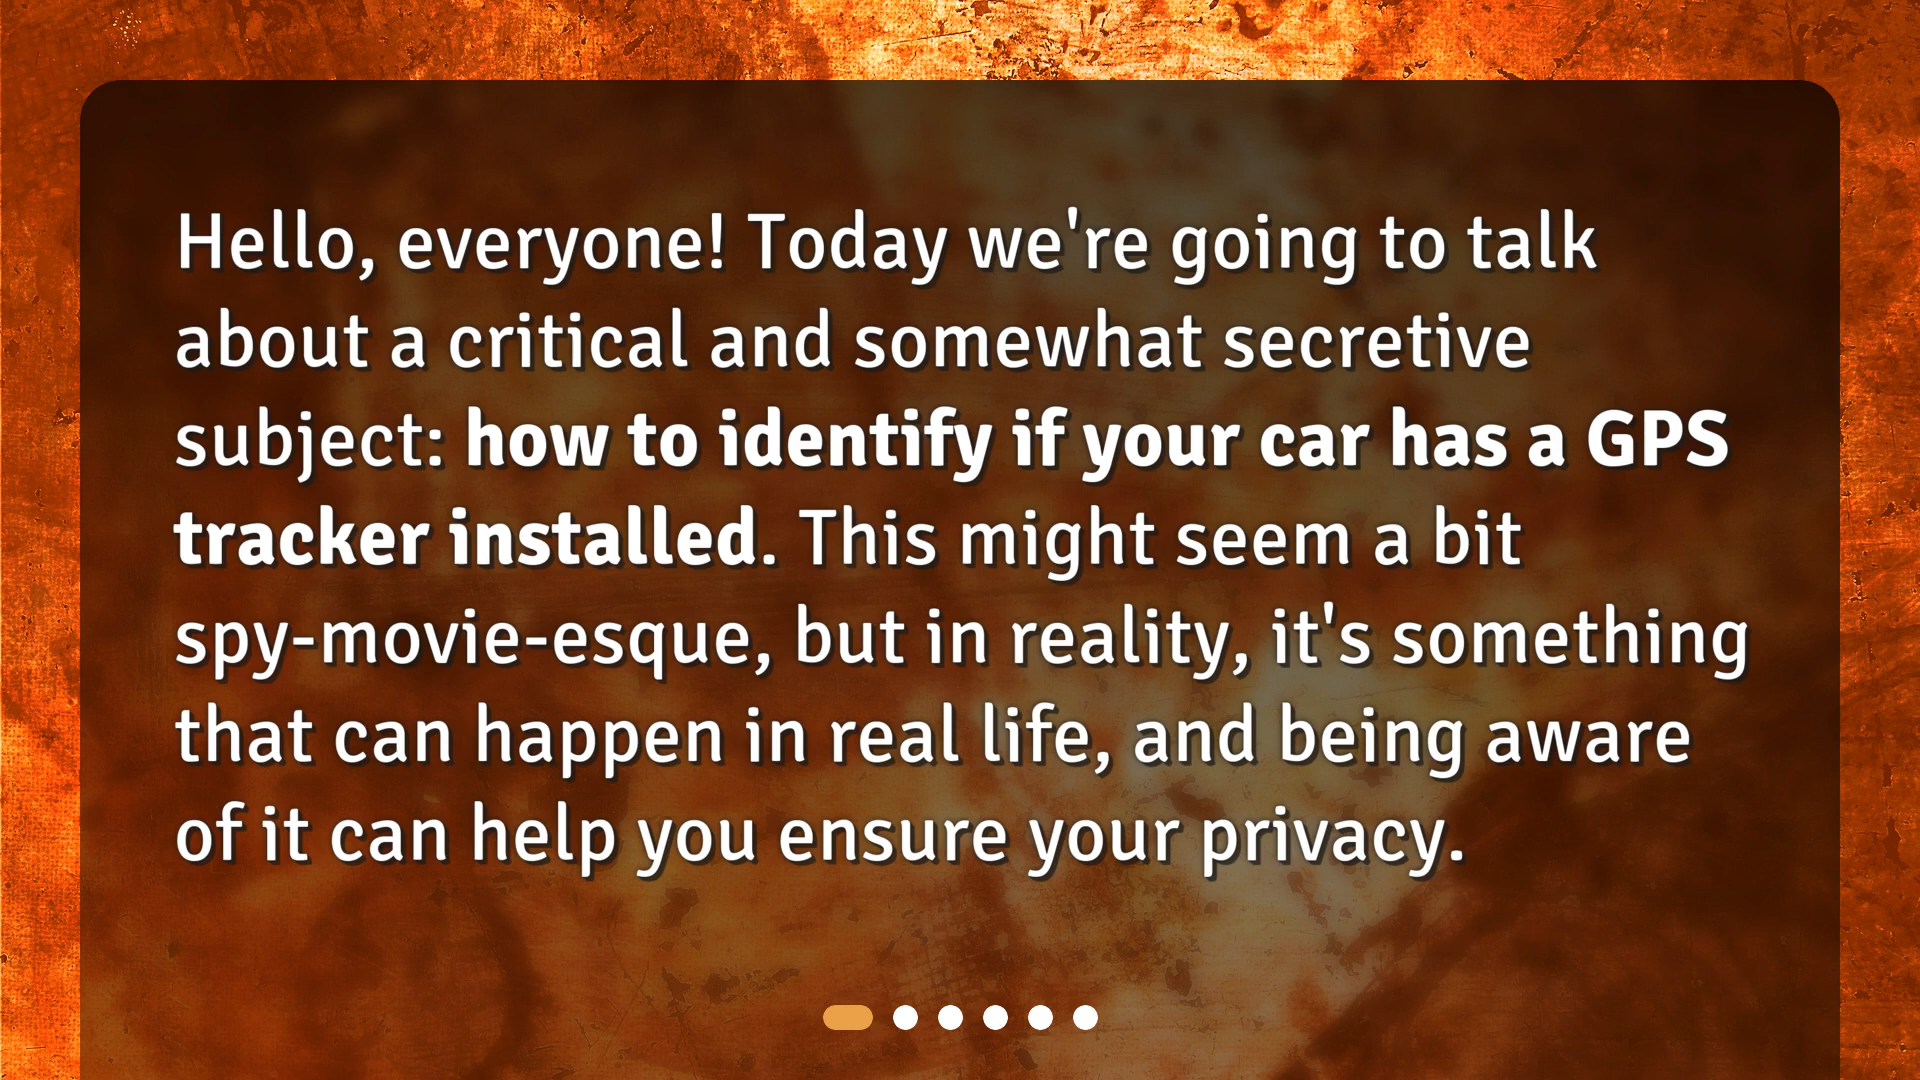 Hello, everyone! Today we're going to talk
about a critical and somewhat secretive
subject: how to identify if your car has a GPS
tracker installed. This might seem a bit
spy-movie-esque, but in reality, it's something
that can happen in real life, and being aware
of it can help you ensure your privacy.